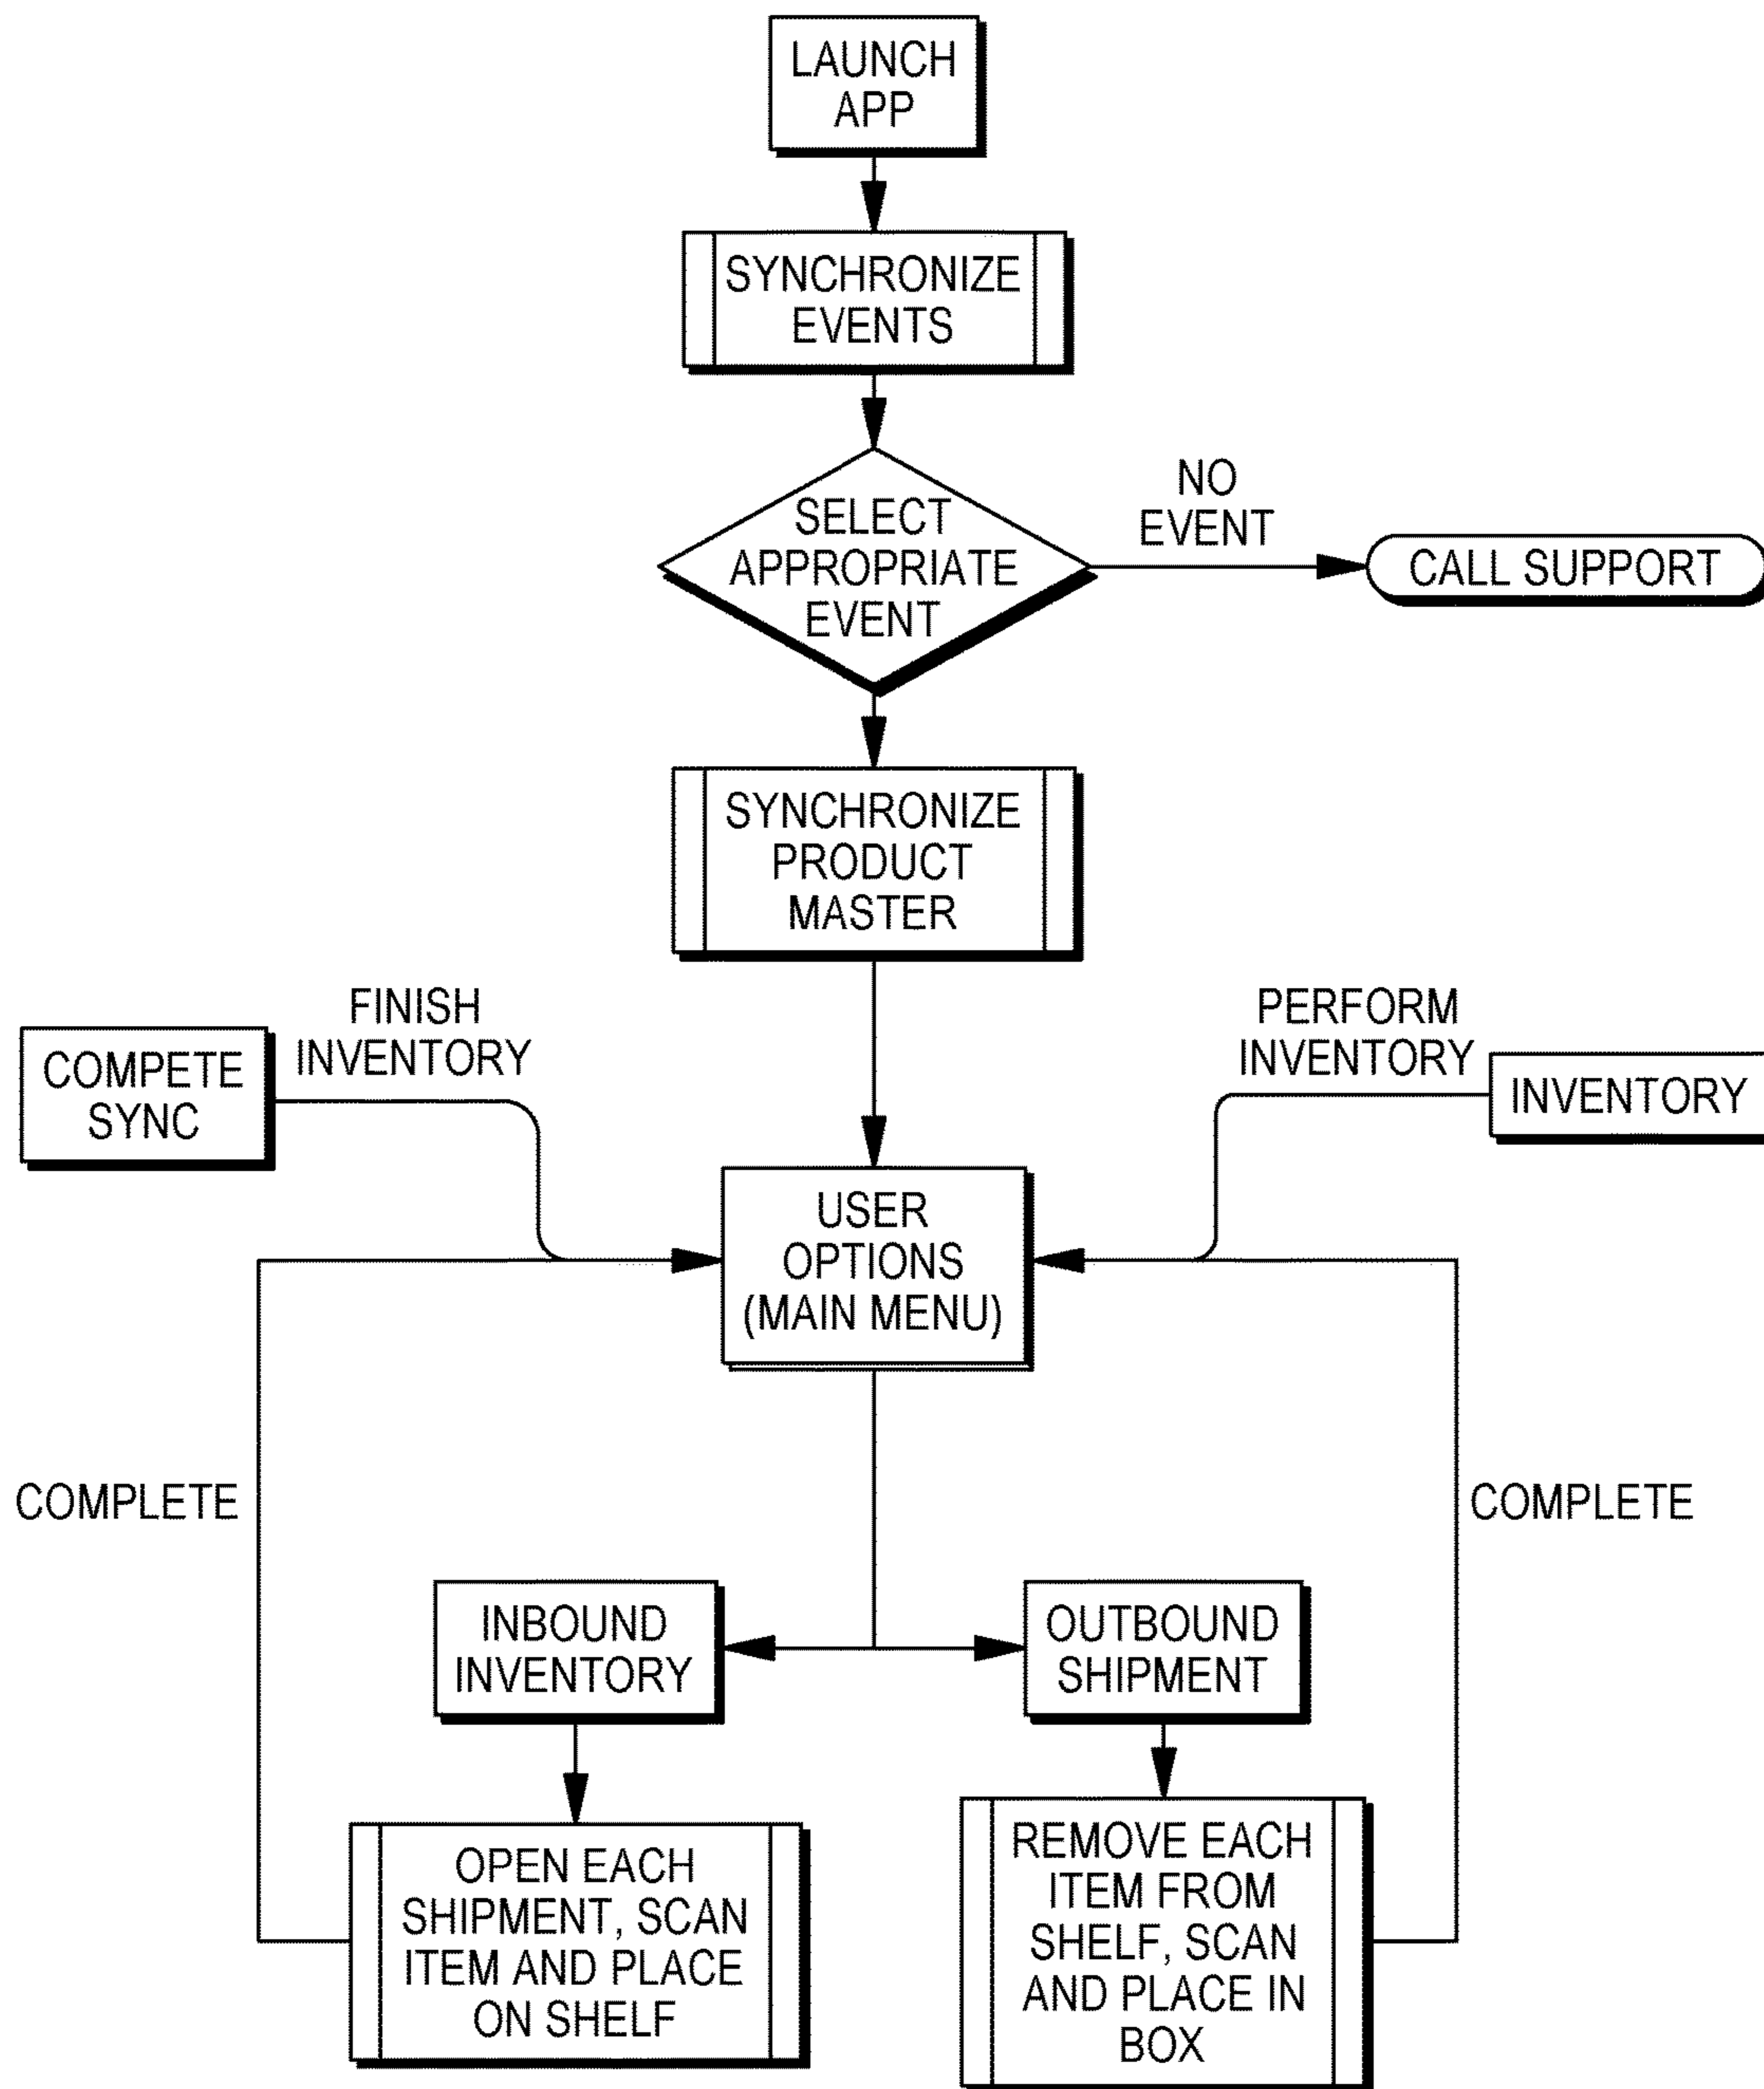 LAUNCH
APP
SYNCHRONIZE
EVENTS
SELECT
APPROPRIATE
EVENT
NO
EVENT
CALL SUPPORT
SYNCHRONIZE
PRODUCT
MASTER
FINISH
INVENTORY
COMPETE
SYNC
PERFORM
INVENTORY
INVENTORY
USER
OPTIONS
(MAIN MENU)
COMPLETE
COMPLETE
INBOUND
INVENTORY
OUTBOUND
SHIPMENT
OPEN EACH
SHIPMENT, SCAN
ITEM AND PLACE
ON SHELF
REMOVE EACH
ITEM FROM
SHELF, SCAN
AND PLACE IN
BOX